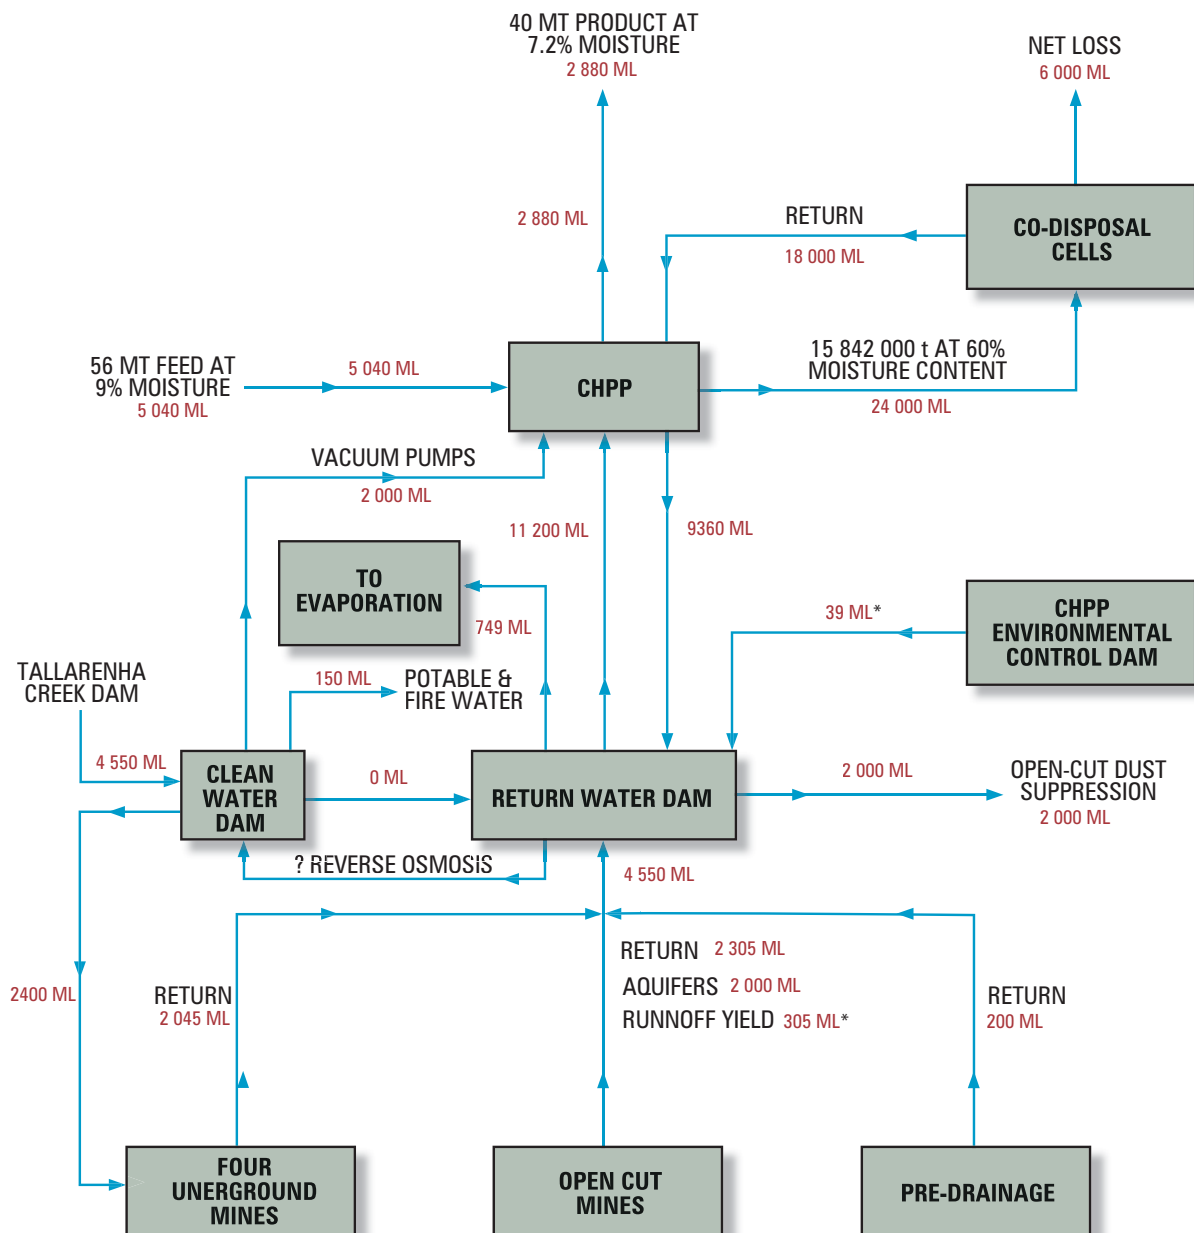 40 MT PRODUCT AT
7.2% MOISTURE
2 880 ML
NET LOSS
6 000 ML
2 880 ML
RETURN
18 000 ML
CO-DISPOSAL
CELLS
56 MT FEED AT
9% MOISTURE
5 040 ML
5 040 ML
CHPP
15 842 000 t AT 60%
MOISTURE CONTENT
24 000 ML
VACUUM PUMPS
2 000 ML
11 200 ML
9360 ML
TO
EVAPORATION
749 ML
39 ML*
CHPP
ENVIRONMENTAL
CONTROL DAM
TALLARENHA
CREEK DAM
150 ML
POTABLE &
FIRE WATER
4 550 ML
CLEAN
WATER
DAM
0 ML
RETURN WATER DAM
2 000 ML
OPEN-CUT DUST
SUPPRESSION
2 000 ML
? REVERSE OSMOSIS
4 550 ML
2400 ML
RETURN
2 045 ML
RETURN 2 305 ML
AQUIFERS 2 000 ML
RUNNOFF YIELD 305 ML*
RETURN
200 ML
FOUR
UNERGROUND
MINES
OPEN CUT
MINES
PRE-DRAINAGE